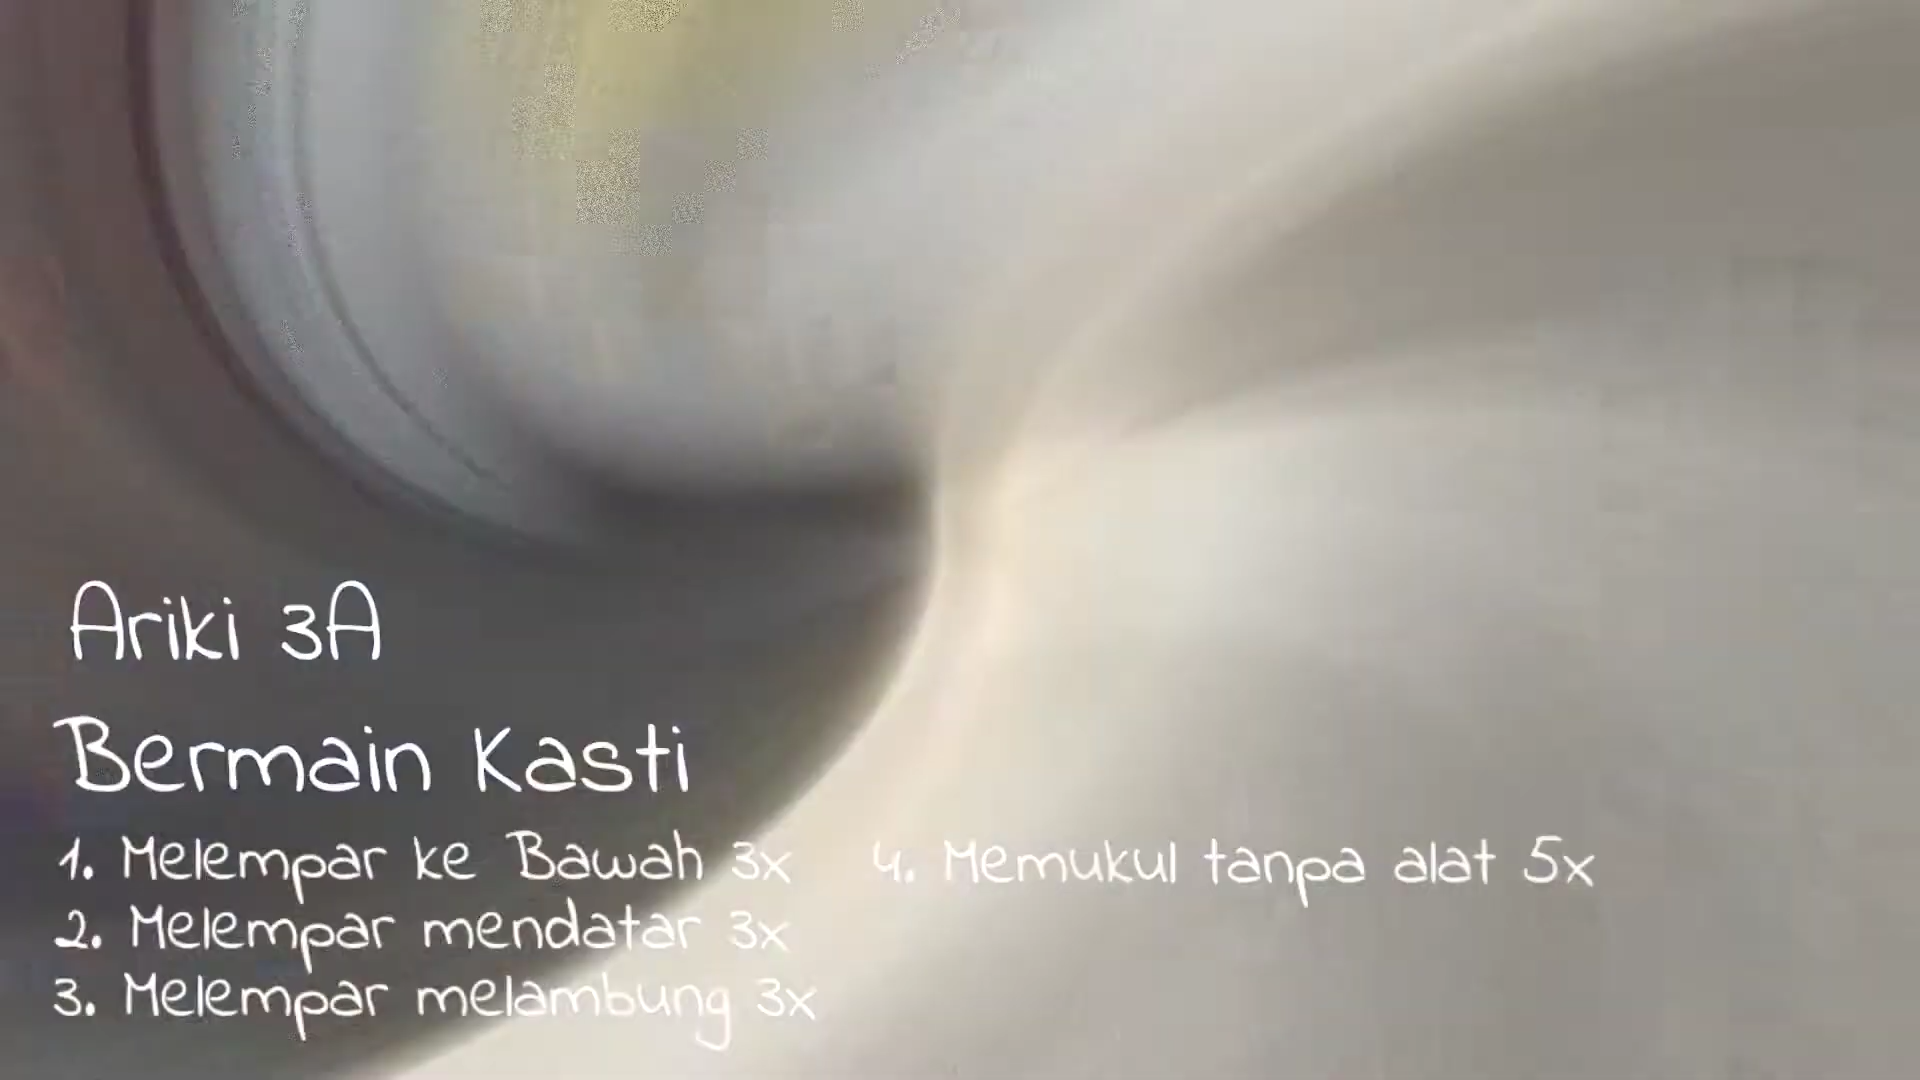 Ariki 3A
Bermain Kasti
1. Melempar ke Bawah 3x
2. Melempar mendatar 3x
3. Melempar melambung 3x
4. Memukul tanpa alat 5x